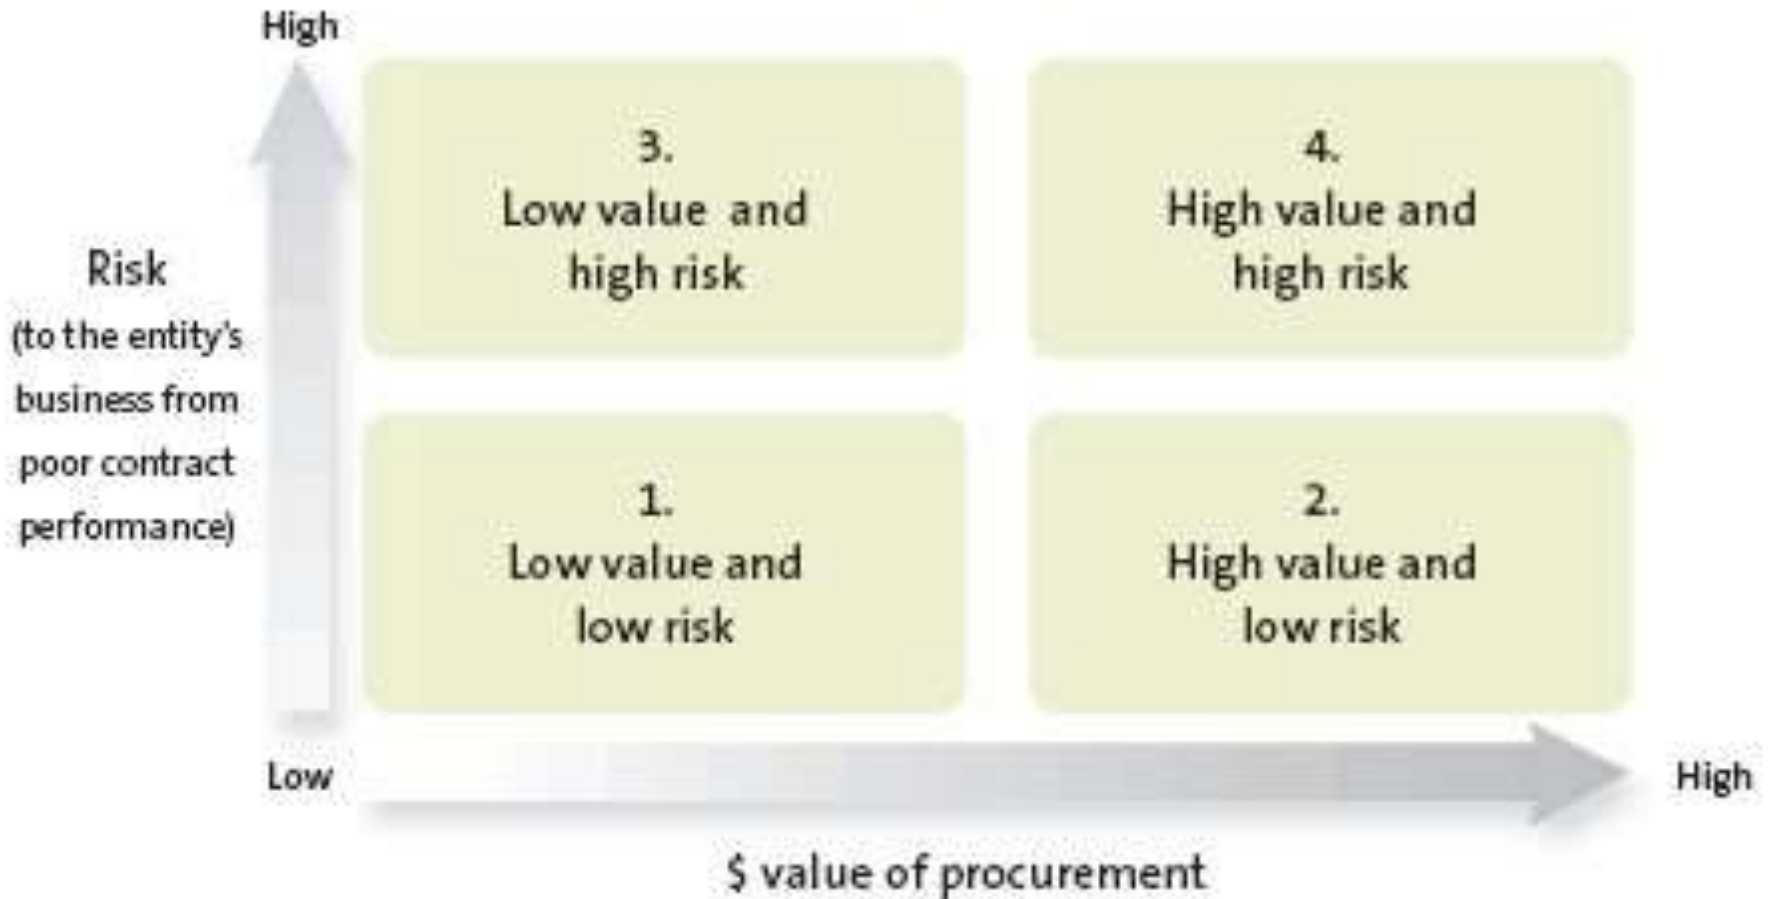 High
3.
Low value and
high risk
4.
High value and
high risk
Risk
(to the entity's
business from
poor contract
performance)
1.
Low value and
low risk
2.
High value and
low risk
Low
High
$ value of procurement